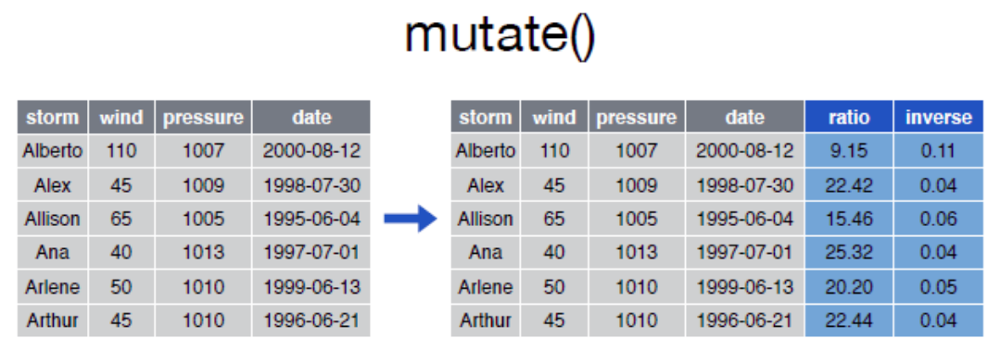 mutate()
storm wind pressure date
Alberto 110 1007 2000-08-12
Alex 45 1009 1998-07-30
Allison 65 1005 1995-06-04
Ana 40 1013 1997-07-01
Arlene 50 1010 1999-06-13
Arthur 45 1010 1996-06-21
storm wind pressure date ratio inverse
Alberto 110 1007 2000-08-12 9.15 0.11
Alex 45 1009 1998-07-30 22.42 0.04
Allison 65 1005 1995-06-04 15.46 0.06
Ana 40 1013 1997-07-01 25.32 0.04
Arlene 50 1010 1999-06-13 20.20 0.05
Arthur 45 1010 1996-06-21 22.44 0.04